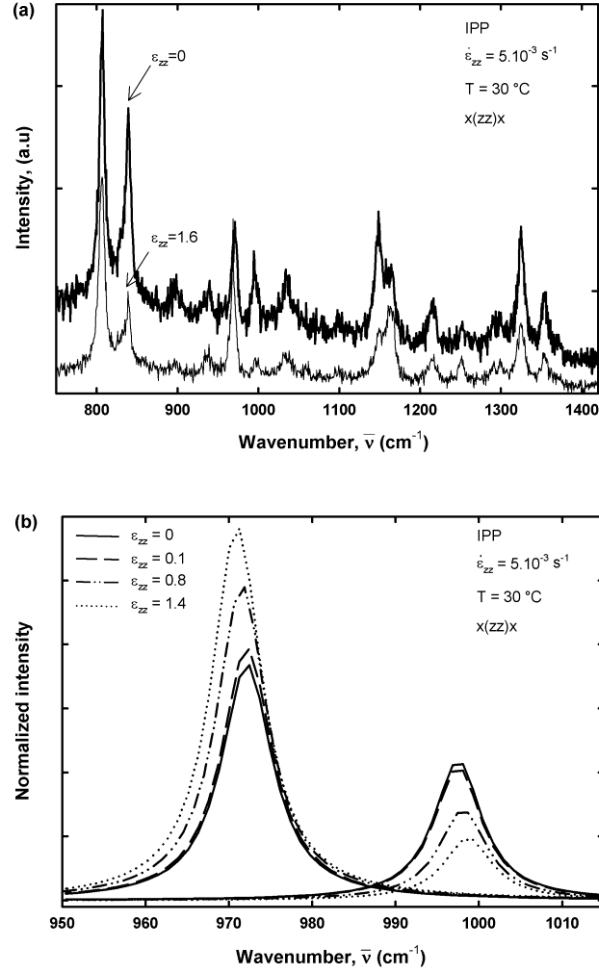 (a)
IPP
ε̇zz = 5.10⁻³ s⁻¹
T = 30 °C
x(zz)x
εzz=0
εzz=1.6
Intensity, (a.u)
800 900 1000 1100 1200 1300 1400
Wavenumber, ν̅ (cm⁻¹)
(b)
εzz = 0
εzz = 0.1
εzz = 0.8
εzz = 1.4
IPP
ε̇zz = 5.10⁻³ s⁻¹
T = 30 °C
x(zz)x
Normalized intensity
950 960 970 980 990 1000 1010
Wavenumber, ν̅ (cm⁻¹)